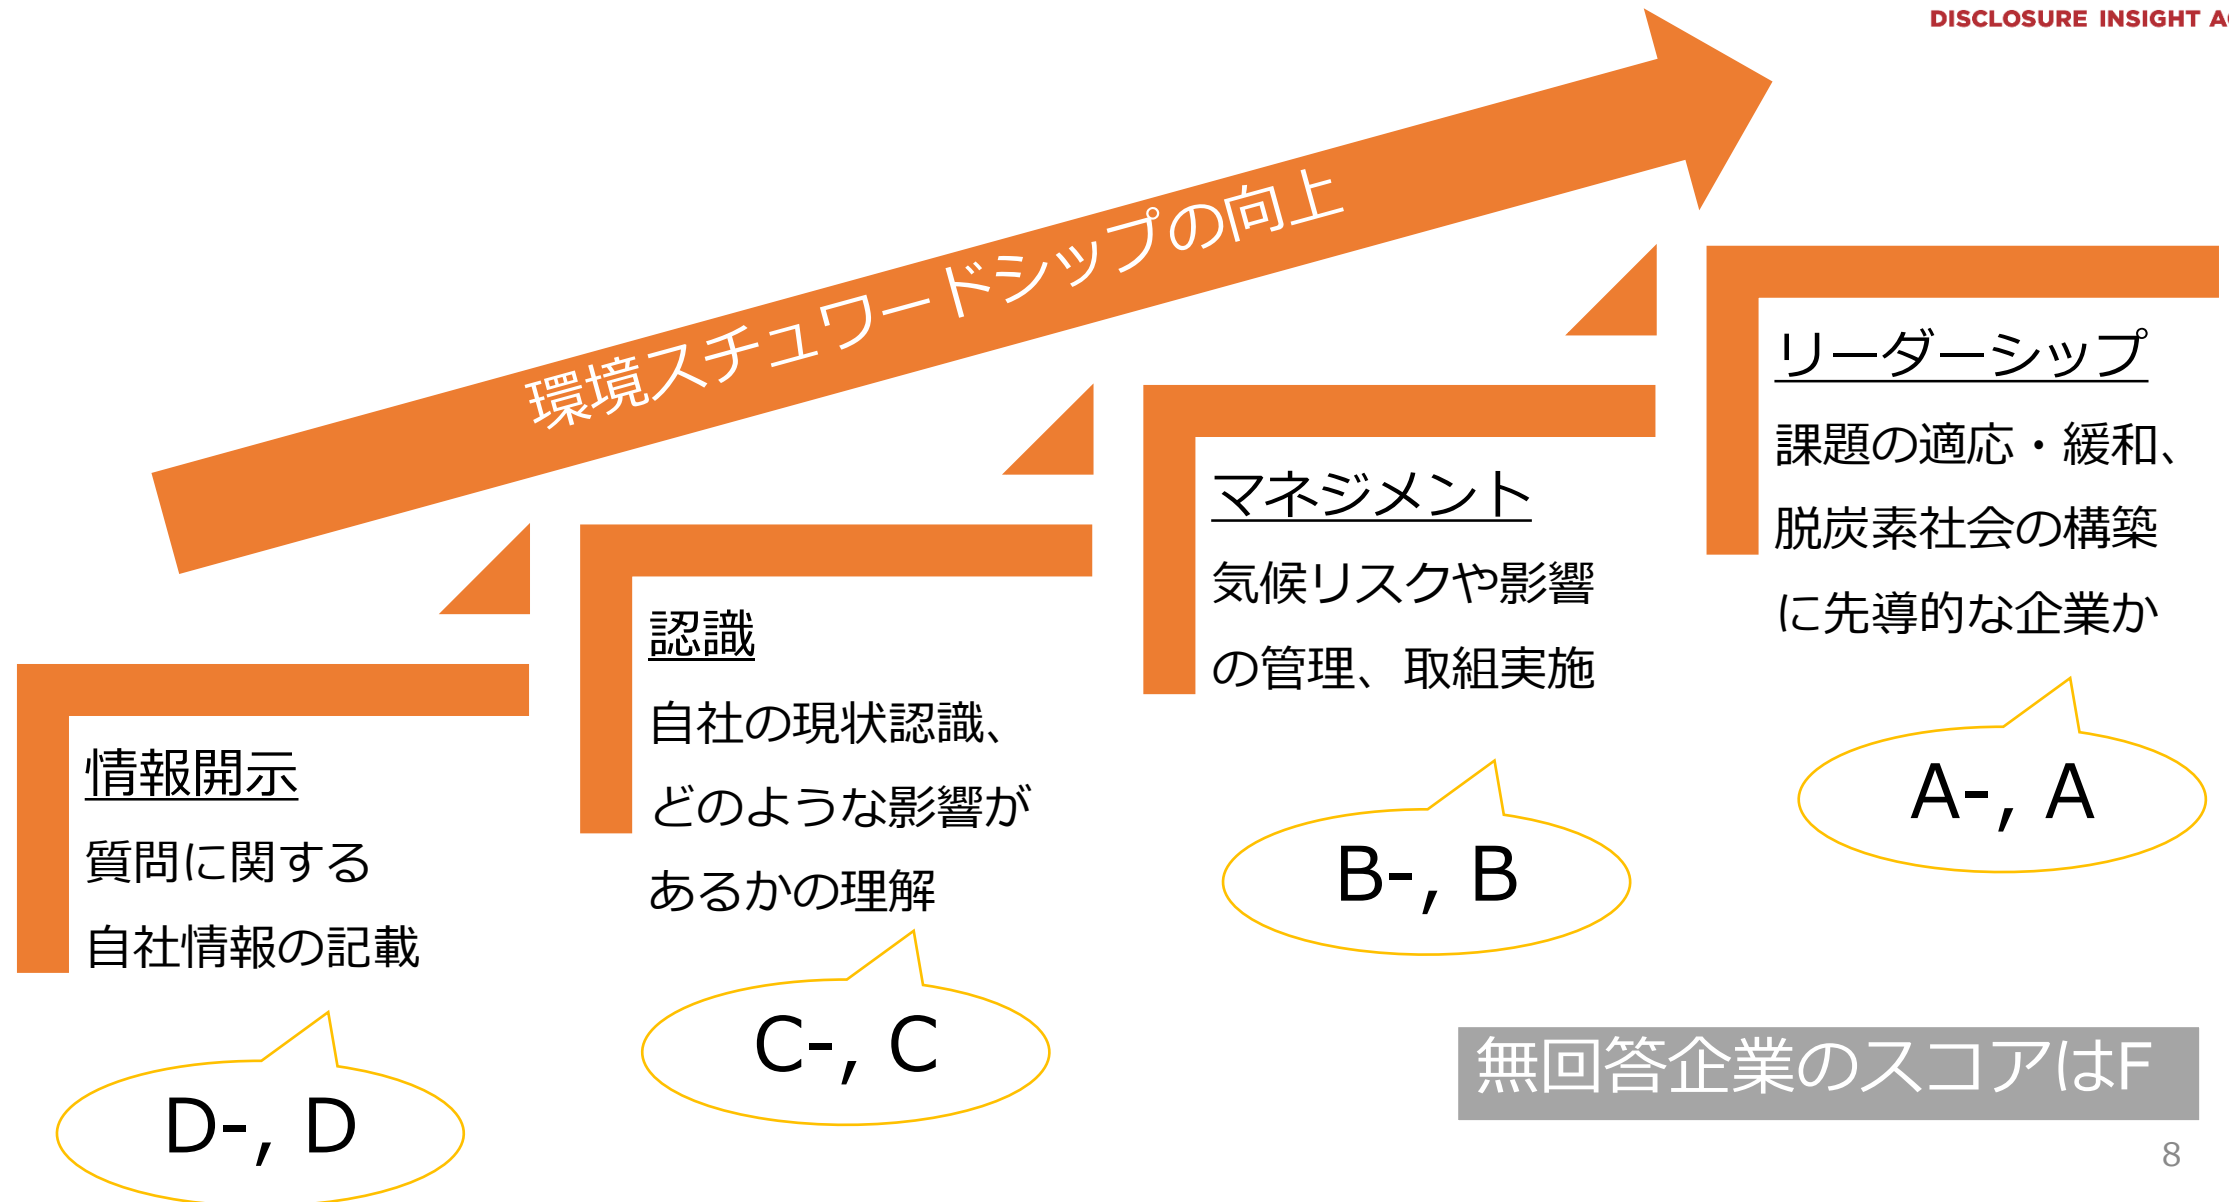 DISCLOSURE INSIGHT
環境スチュワードシップの向上
情報開示
質問に関する
自社情報の記載
D-, D
認識
自社の現状認識、
どのような影響が
あるかの理解
C-, C
マネジメント
気候リスクや影響
の管理、取組実施
B-, B
リーダーシップ
課題の適応・緩和、
脱炭素社会の構築
に先導的な企業か
A-, A
無回答企業のスコアはF
8